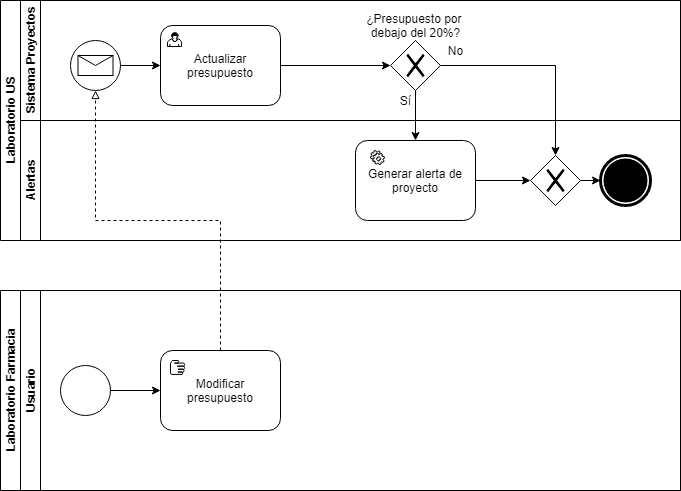 Laboratorio US
Sistema Proyectos
Actualizar
presupuesto
¿Presupuesto por
debajo del 20%?
No
Sí
Alertas
Generar alerta de
proyecto
Laboratorio Farmacia
Usuario
Modificar
presupuesto